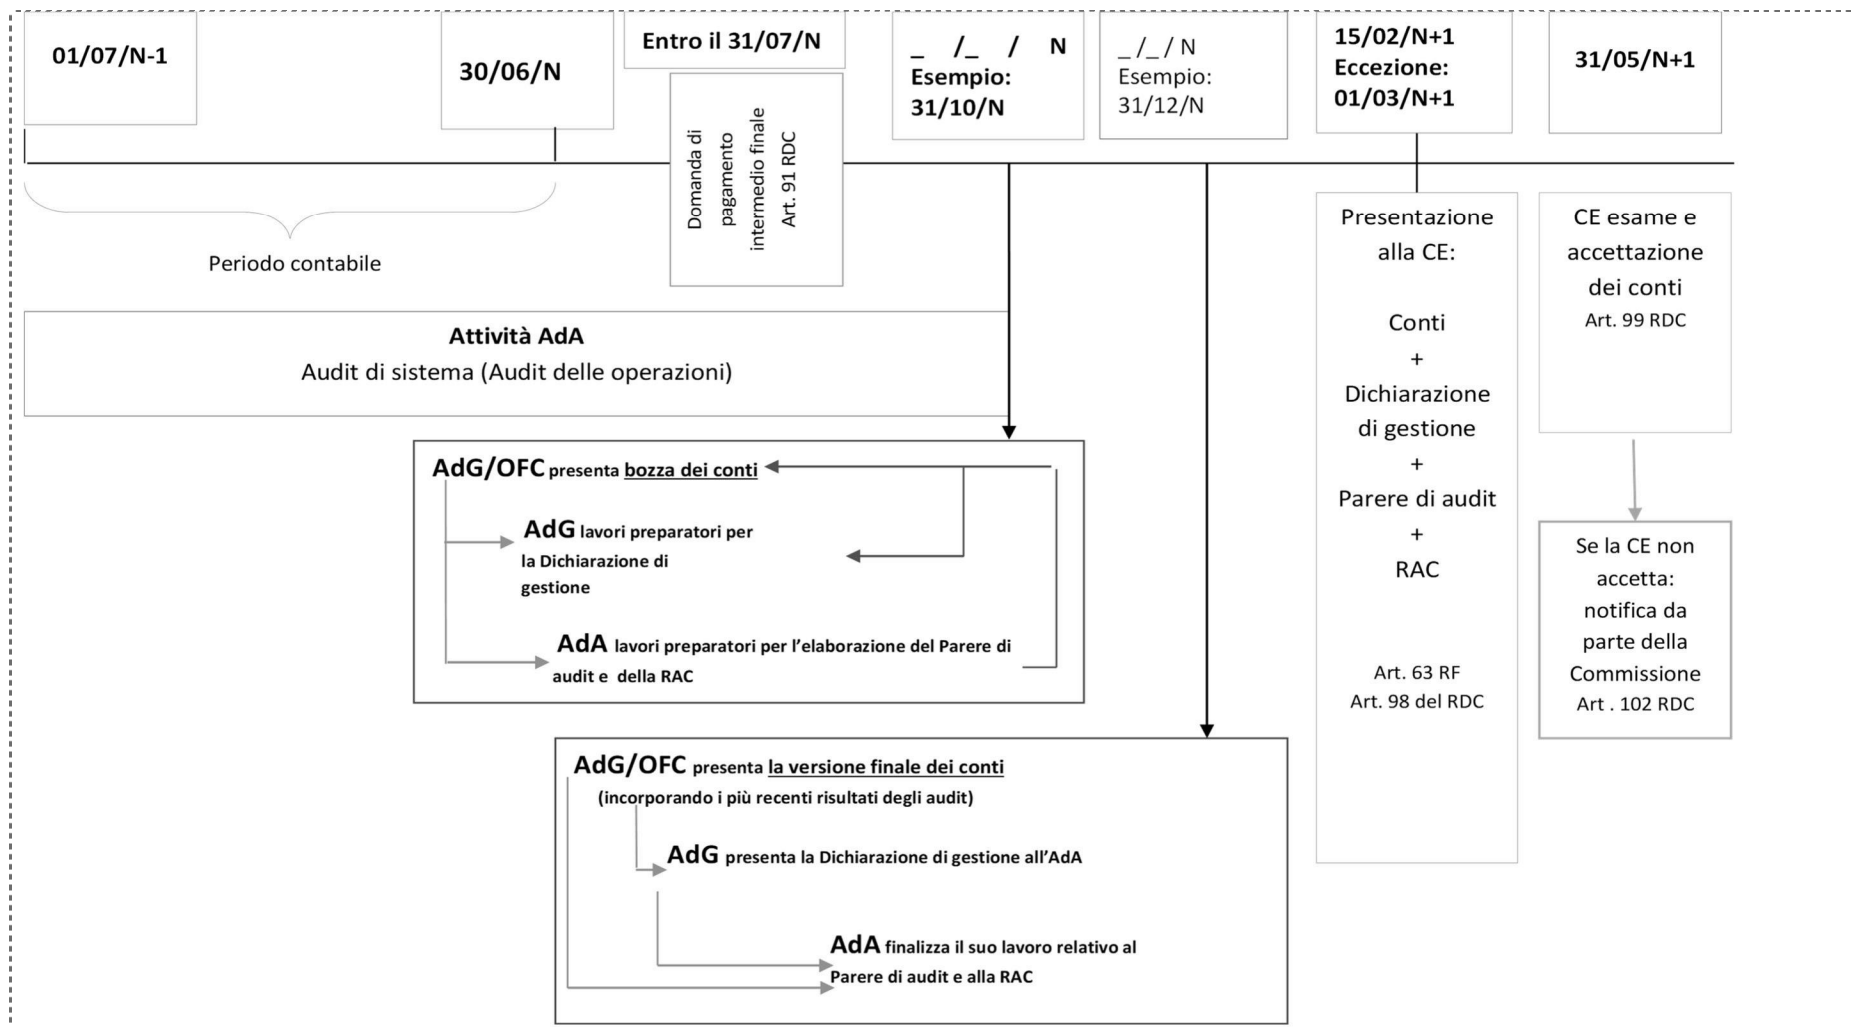 01/07/N-1
30/06/N
Entro il 31/07/N
_ /_ / N
Esempio:
31/10/N
_ /_ / N
Esempio:
31/12/N
15/02/N+1
Eccezione:
01/03/N+1
31/05/N+1
Domanda di
pagamento
intermedio finale
Art. 91 RDC
Periodo contabile
Attività AdA
Audit di sistema (Audit delle operazioni)
AdG/OFC presenta bozza dei conti
AdG lavori preparatori per
la Dichiarazione di
gestione
AdA lavori preparatori per l’elaborazione del Parere di
audit e della RAC
AdG/OFC presenta la versione finale dei conti
(incorporando i più recenti risultati degli audit)
AdG presenta la Dichiarazione di gestione all’AdA
AdA finalizza il suo lavoro relativo al
Parere di audit e alla RAC
Presentazione
alla CE:
Conti
+
Dichiarazione
di gestione
+
Parere di audit
+
RAC
Art. 63 RF
Art. 98 del RDC
CE esame e
accettazione
dei conti
Art. 99 RDC
Se la CE non
accetta:
notifica da
parte della
Commissione
Art . 102 RDC